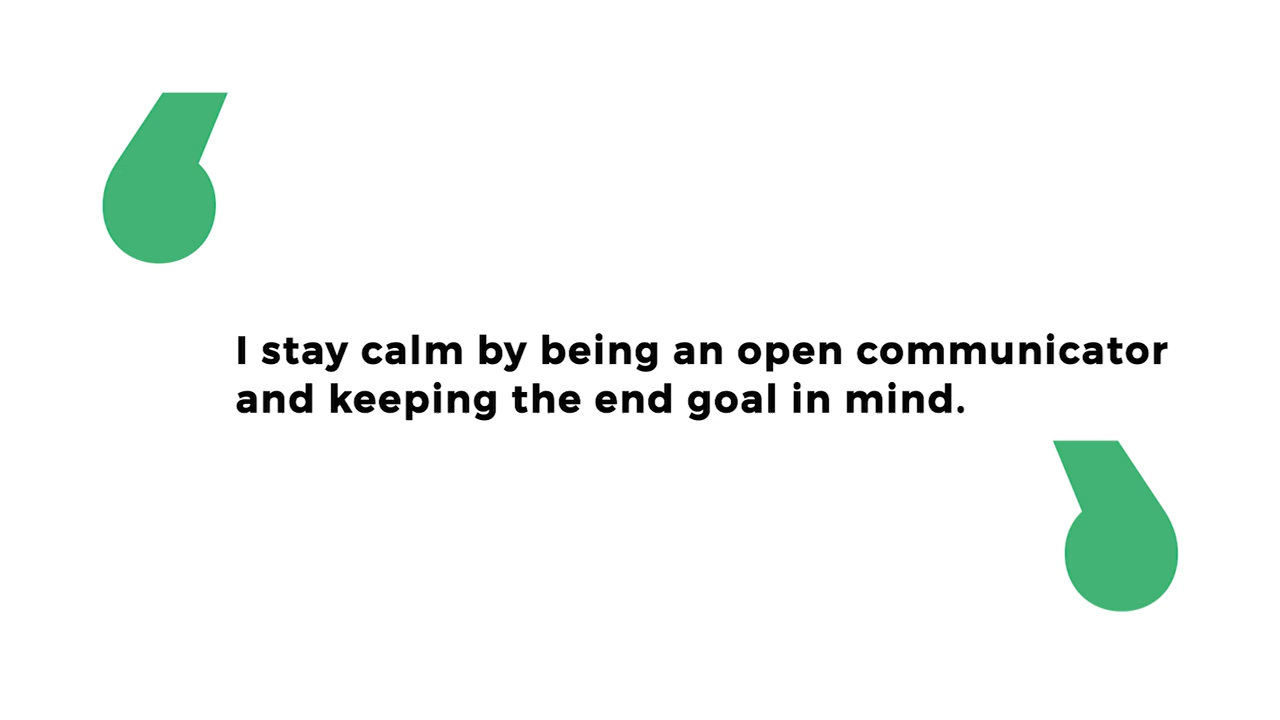 I stay calm by being an open communicator
and keeping the end goal in mind.